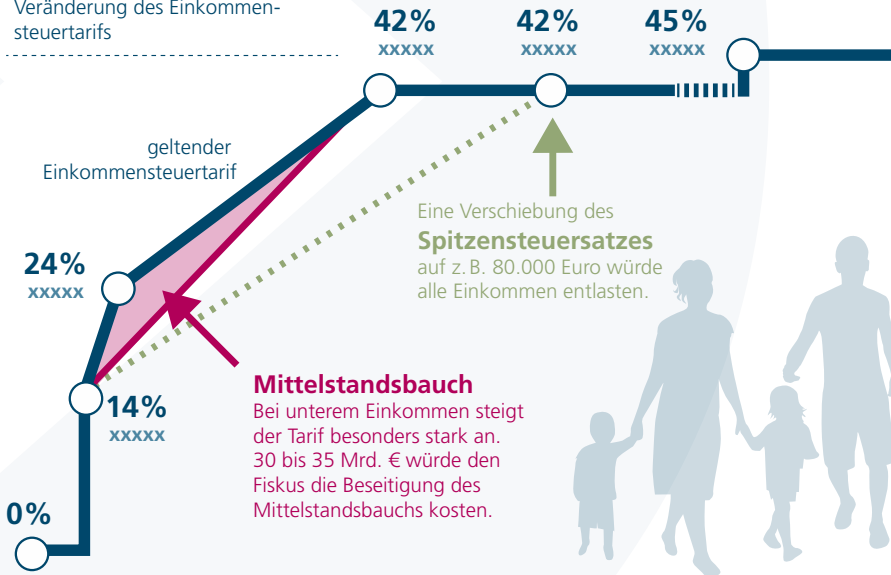 Veränderung des Einkommen-
steuertarifs
42%
xxxxx
42%
xxxxx
45%
xxxxx
geltender
Einkommensteuertarif
24%
xxxxx
Eine Verschiebung des
Spitzensteuersatzes
auf z. B. 80.000 Euro würde
alle Einkommen entlasten.
14%
xxxxx
Mittelstandsbauch
Bei unterem Einkommen steigt
der Tarif besonders stark an.
30 bis 35 Mrd. € würde den
Fiskus die Beseitigung des
Mittelstandsbauchs kosten.
0%